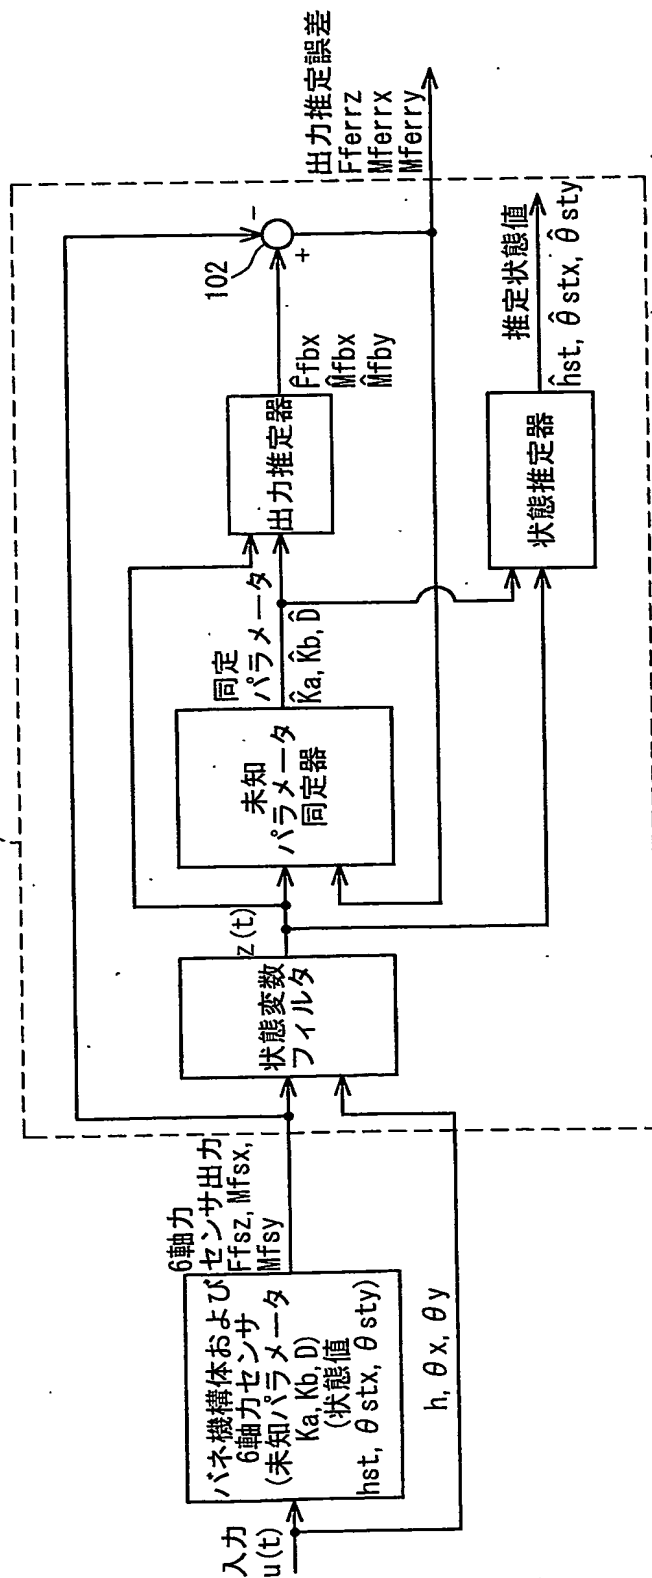 入力
u(t)
バネ機構体および
6軸力センサ
(未知パラメータ
Ka, Kb, D)
(状態値
hst, θstx, θsty)
6軸力
センサ出力
Ffsz, Mfsx,
Mfsy
h, θx, θy
状態変数
フィルタ
z(t)
未知
パラメータ
同定器
同定
パラメータ
K̂a, K̂b, D̂
出力推定器
F̂fbx
M̂fbx
M̂fby
102
+
-
出力推定誤差
Fferrz
Mferrx
Mferry
状態推定器
推定状態値
ĥst, θ̂stx, θ̂sty